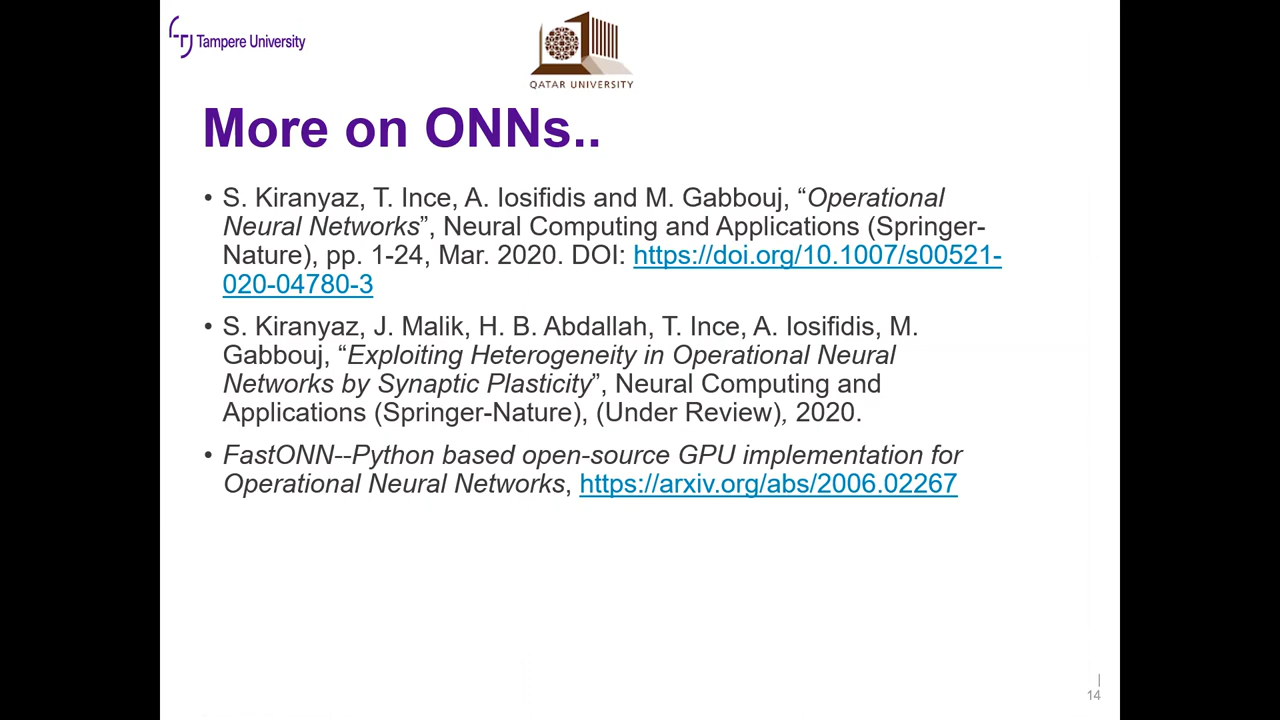 Tampere University
QATAR UNIVERSITY
More on ONNs..
• S. Kiranyaz, T. Ince, A. Iosifidis and M. Gabbouj, “Operational
Neural Networks”, Neural Computing and Applications (Springer-
Nature), pp. 1-24, Mar. 2020. DOI: https://doi.org/10.1007/s00521-
020-04780-3
• S. Kiranyaz, J. Malik, H. B. Abdallah, T. Ince, A. Iosifidis, M.
Gabbouj, “Exploiting Heterogeneity in Operational Neural
Networks by Synaptic Plasticity”, Neural Computing and
Applications (Springer-Nature), (Under Review), 2020.
• FastONN--Python based open-source GPU implementation for
Operational Neural Networks, https://arxiv.org/abs/2006.02267
|
14